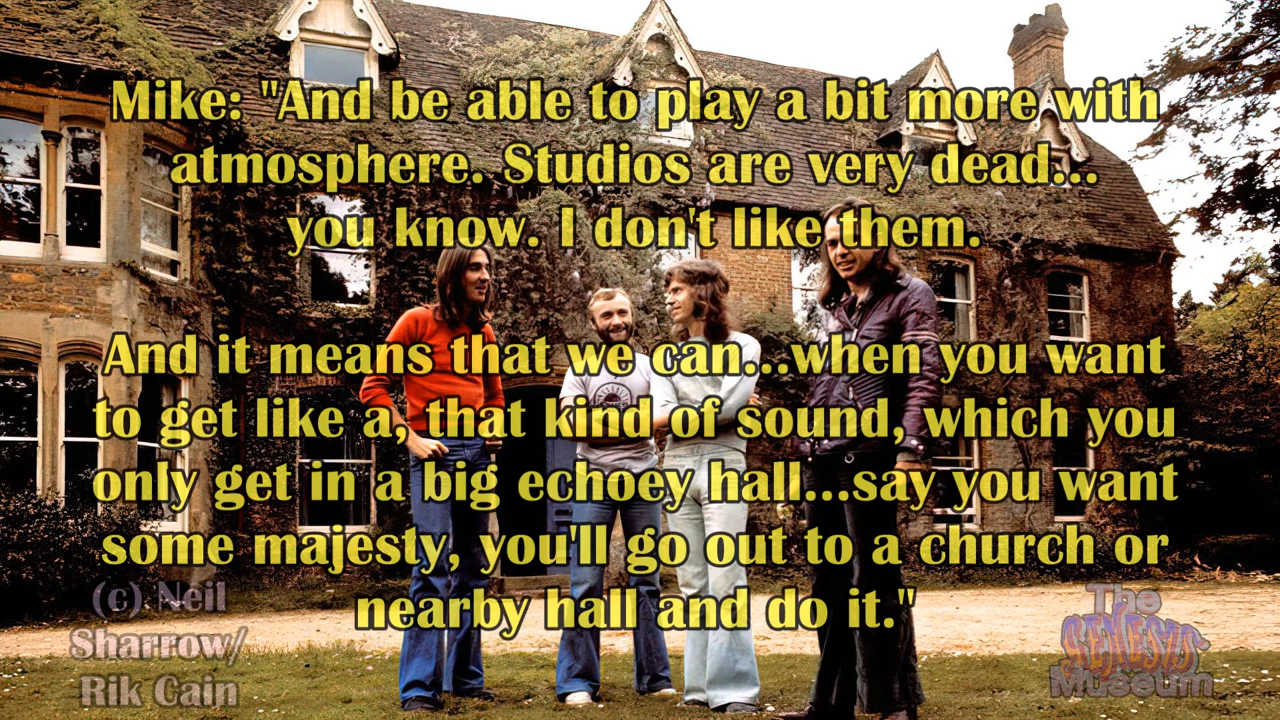 Mike: "And be able to play a bit more with
atmosphere. Studios are very dead...
you know. I don't like them.
And it means that we can...when you want
to get like a, that kind of sound, which you
only get in a big echoey hall...say you want
some majesty, you'll go out to a church or
nearby hall and do it."
(c) Neil
Sharrow/
Rik Cain
The
GENESIS
Museum